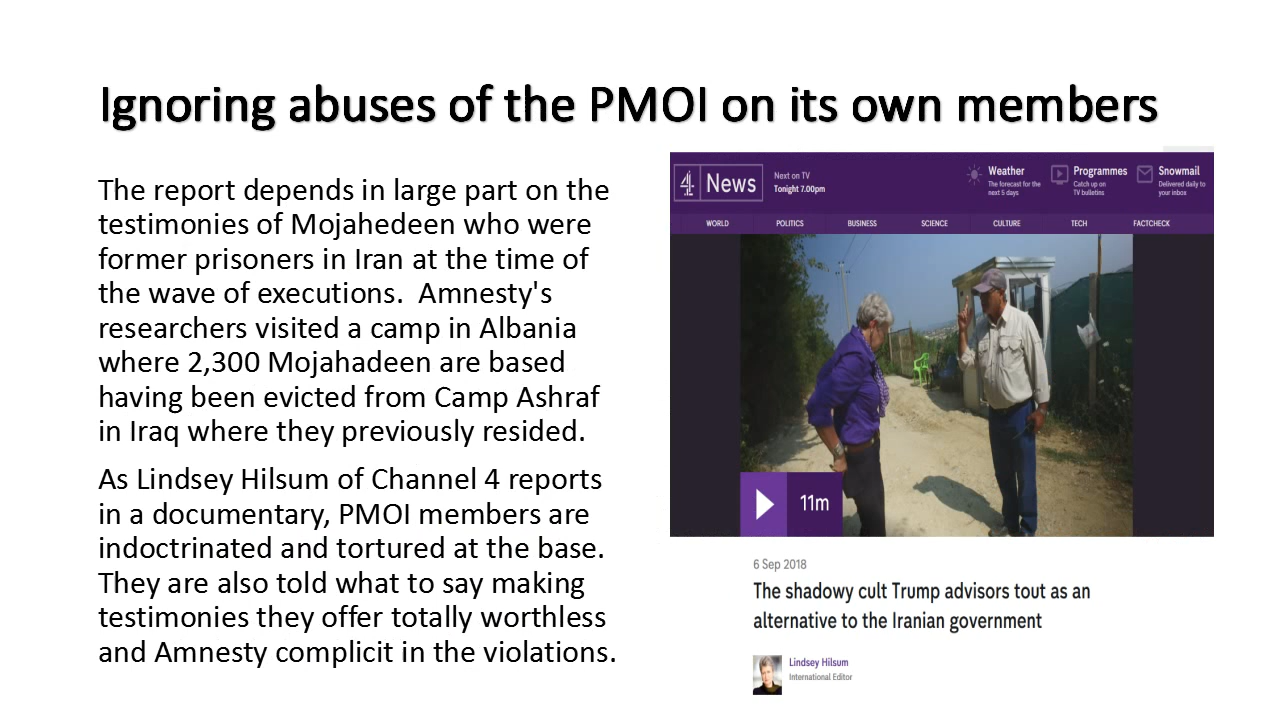 Ignoring abuses of the PMOI on its own members
The report depends in large part on the
testimonies of Mojahedeen who were
former prisoners in Iran at the time of
the wave of executions.  Amnesty's
researchers visited a camp in Albania
where 2,300 Mojahadeen are based
having been evicted from Camp Ashraf
in Iraq where they previously resided.
As Lindsey Hilsum of Channel 4 reports
in a documentary, PMOI members are
indoctrinated and tortured at the base.
They are also told what to say making
testimonies they offer totally worthless
and Amnesty complicit in the violations.
4 News
Next on TV
Tonight 7.00pm
Weather
The forecast for the
next 5 days
Programmes
Catch up on
TV bulletins
Snowmail
Delivered daily to
your inbox
WORLD POLITICS BUSINESS SCIENCE CULTURE TECH FACTCHECK
11m
6 Sep 2018
The shadowy cult Trump advisors tout as an
alternative to the Iranian government
Lindsey Hilsum
International Editor